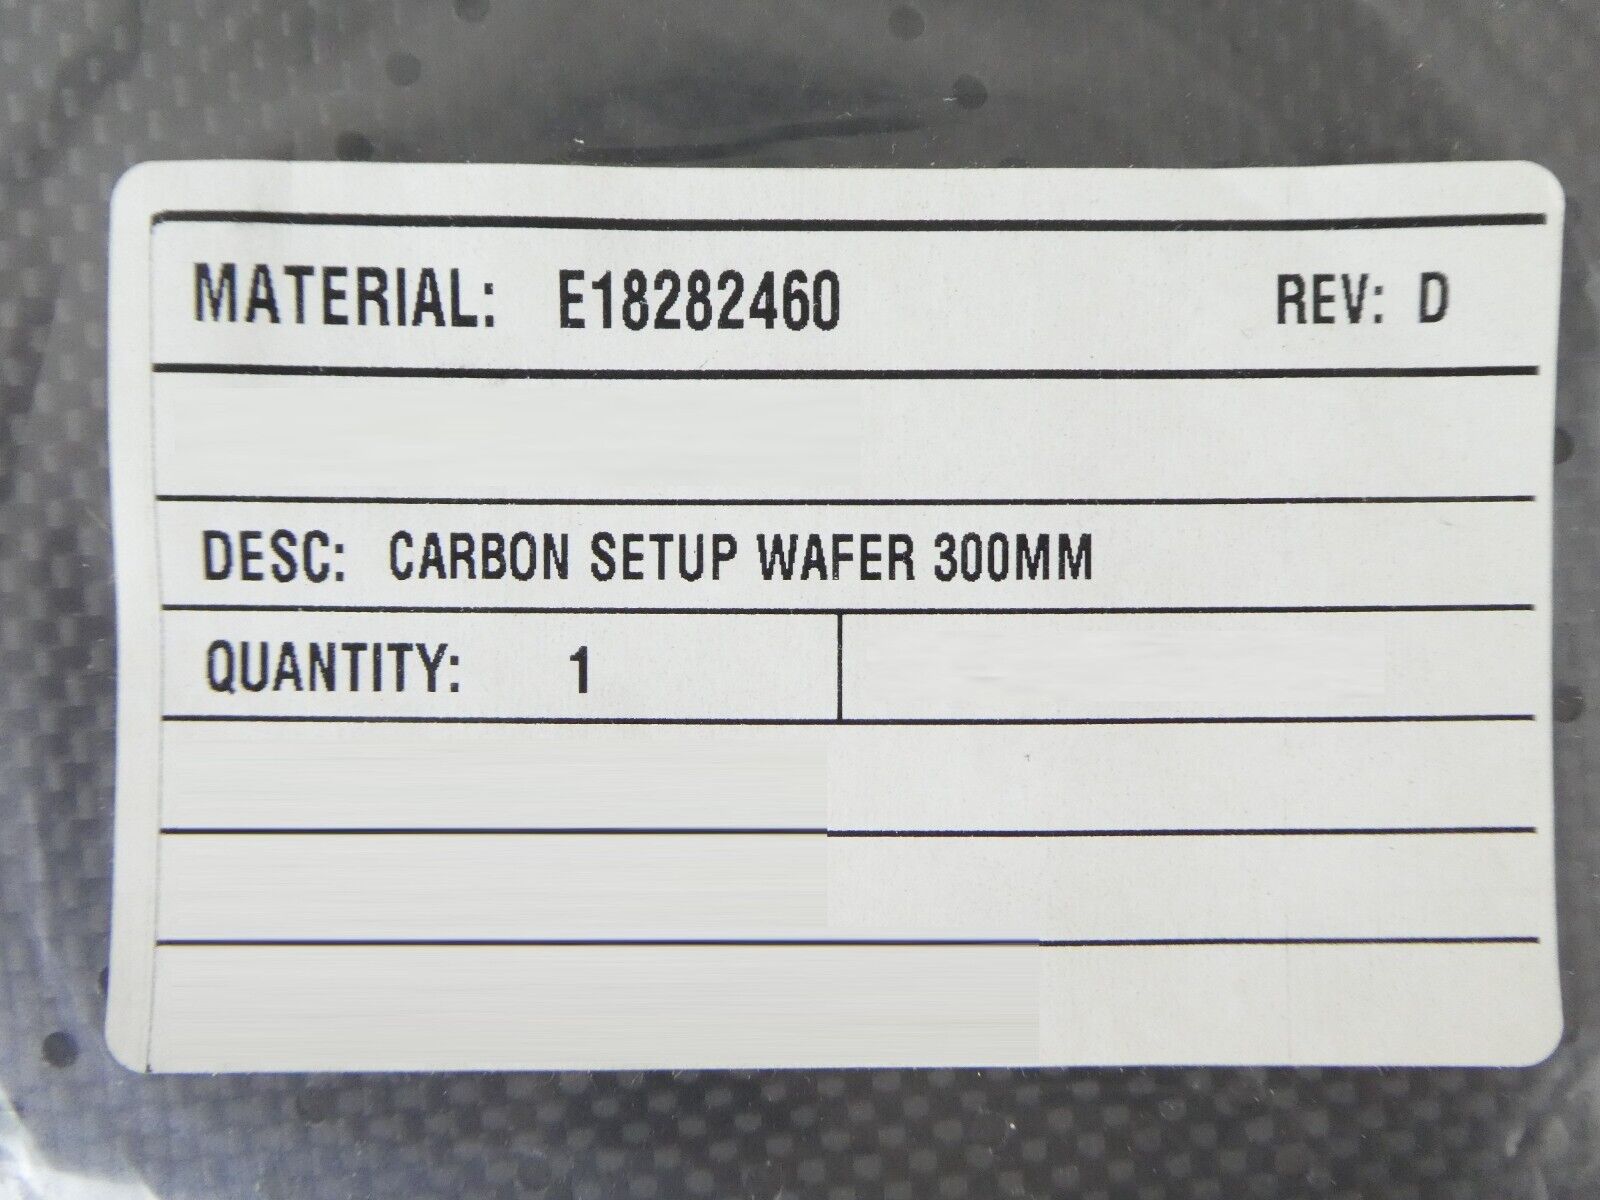 MATERIAL: E18282460 REV: D
DESC: CARBON SETUP WAFER 300MM
QUANTITY: 1